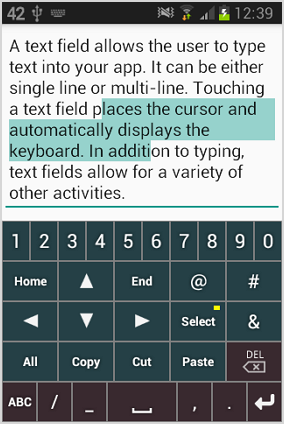 42 12:39
A text field allows the user to type
text into your app. It can be either
single line or multi-line. Touching
a text field places the cursor and
automatically displays the
keyboard. In addition to typing,
text fields allow for a variety of
other activities.
1 2 3 4 5 6 7 8 9 0
Home End @ #
Select &
All Copy Cut Paste DEL
ABC / _ , .